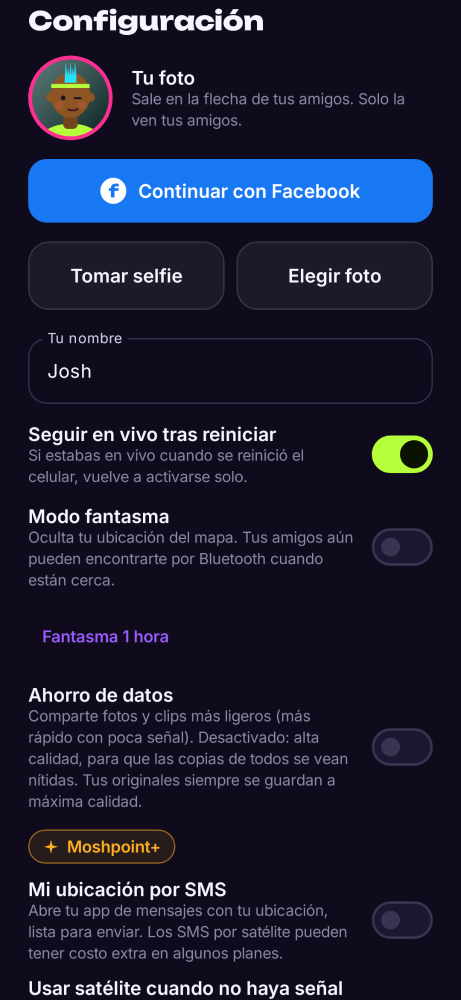 Configuración
Tu foto
Sale en la flecha de tus amigos. Solo la
ven tus amigos.
Continuar con Facebook
Tomar selfie
Elegir foto
Tu nombre
Josh
Seguir en vivo tras reiniciar
Si estabas en vivo cuando se reinició el
celular, vuelve a activarse solo.
Modo fantasma
Oculta tu ubicación del mapa. Tus amigos aún
pueden encontrarte por Bluetooth cuando
están cerca.
Fantasma 1 hora
Ahorro de datos
Comparte fotos y clips más ligeros (más
rápido con poca señal). Desactivado: alta
calidad, para que las copias de todos se vean
nítidas. Tus originales siempre se guardan a
máxima calidad.
Moshpoint+
Mi ubicación por SMS
Abre tu app de mensajes con tu ubicación,
lista para enviar. Los SMS por satélite pueden
tener costo extra en algunos planes.
Usar satélite cuando no haya señal